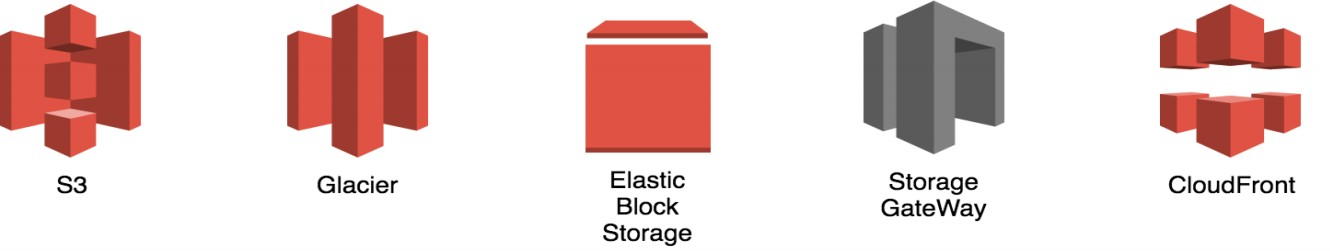 S3
Glacier
Elastic
Block
Storage
Storage
GateWay
CloudFront